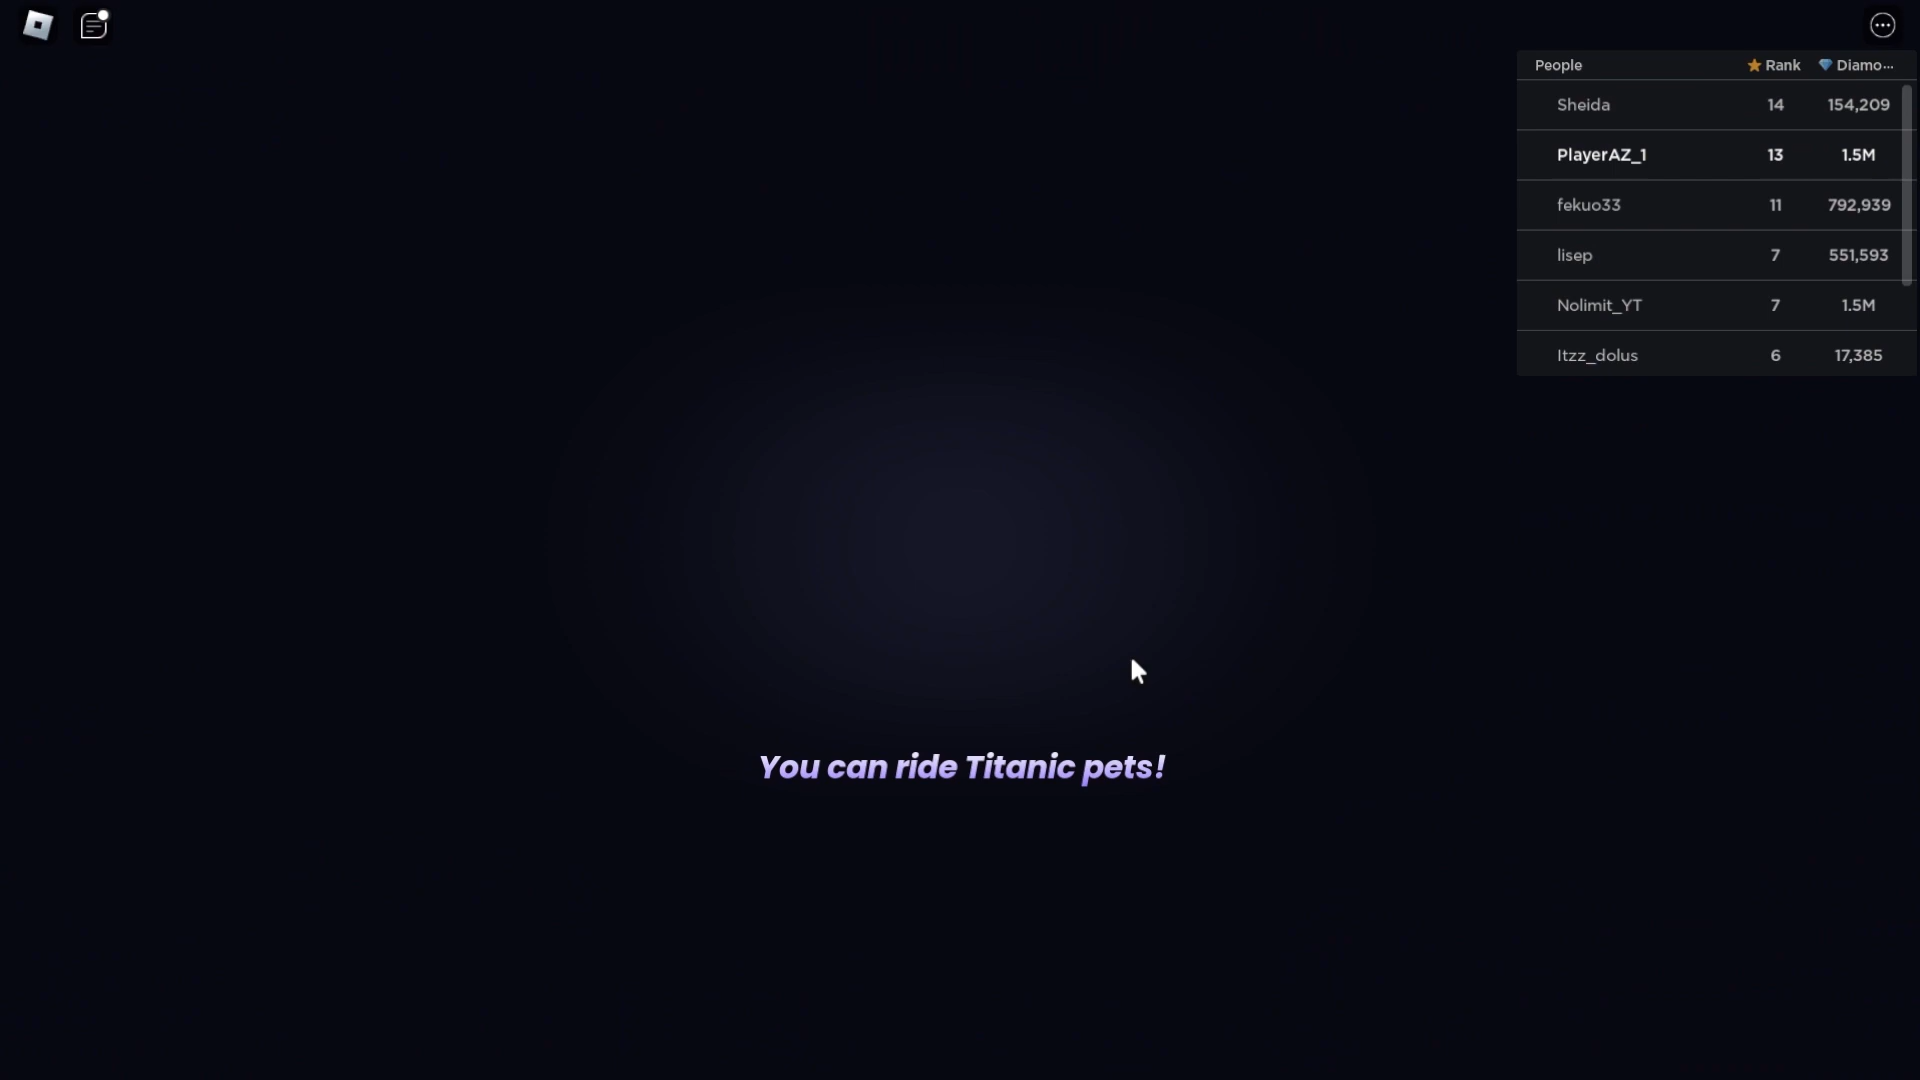 People Rank Diamo...
Sheida 14 154,209
PlayerAZ_1 13 1.5M
fekuo33 11 792,939
lisep 7 551,593
Nolimit_YT 7 1.5M
Itzz_dolus 6 17,385
You can ride Titanic pets!